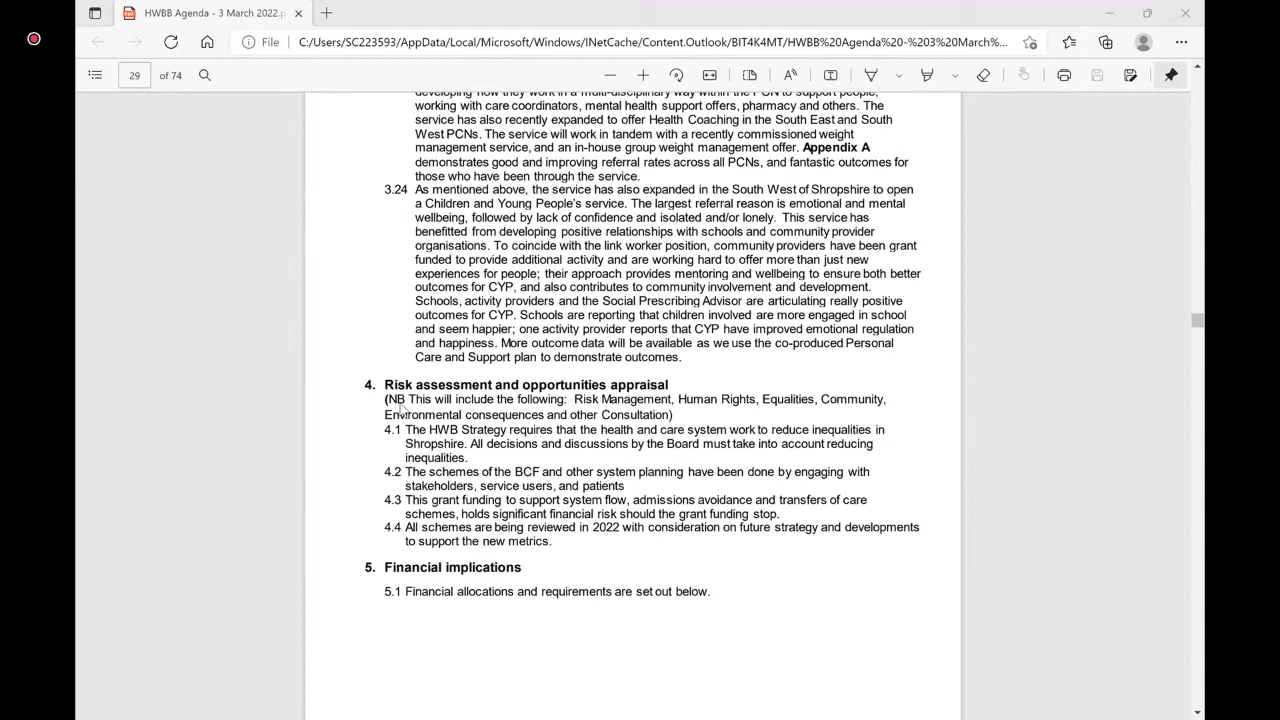 HWBB Agenda - 3 March 2022.p
File
C:/Users/SC223593/AppData/Local/Microsoft/Windows/INetCache/Content.Outlook/BIT4K4MT/HWBB%20Agenda%20-%203%20March%...
29 of 74
developing how they work in a multi-disciplinary way within the PCN to support people,
working with care coordinators, mental health support offers, pharmacy and others. The
service has also recently expanded to offer Health Coaching in the South East and South
West PCNs. The service will work in tandem with a recently commissioned weight
management service, and an in-house group weight management offer. Appendix A
demonstrates good and improving referral rates across all PCNs, and fantastic outcomes for
those who have been through the service.
3.24 As mentioned above, the service has also expanded in the South West of Shropshire to open
a Children and Young People's service. The largest referral reason is emotional and mental
wellbeing, followed by lack of confidence and isolated and/or lonely. This service has
benefitted from developing positive relationships with schools and community provider
organisations. To coincide with the link worker position, community providers have been grant
funded to provide additional activity and are working hard to offer more than just new
experiences for people; their approach provides mentoring and wellbeing to ensure both better
outcomes for CYP, and also contributes to community involvement and development.
Schools, activity providers and the Social Prescribing Advisor are articulating really positive
outcomes for CYP. Schools are reporting that children involved are more engaged in school
and seem happier; one activity provider reports that CYP have improved emotional regulation
and happiness. More outcome data will be available as we use the co-produced Personal
Care and Support plan to demonstrate outcomes.
4. Risk assessment and opportunities appraisal
(NB This will include the following: Risk Management, Human Rights, Equalities, Community,
Environmental consequences and other Consultation)
4.1 The HWB Strategy requires that the health and care system work to reduce inequalities in
Shropshire. All decisions and discussions by the Board must take into account reducing
inequalities.
4.2 The schemes of the BCF and other system planning have been done by engaging with
stakeholders, service users, and patients
4.3 This grant funding to support system flow, admissions avoidance and transfers of care
schemes, holds significant financial risk should the grant funding stop.
4.4 All schemes are being reviewed in 2022 with consideration on future strategy and developments
to support the new metrics.
5. Financial implications
5.1 Financial allocations and requirements are set out below.